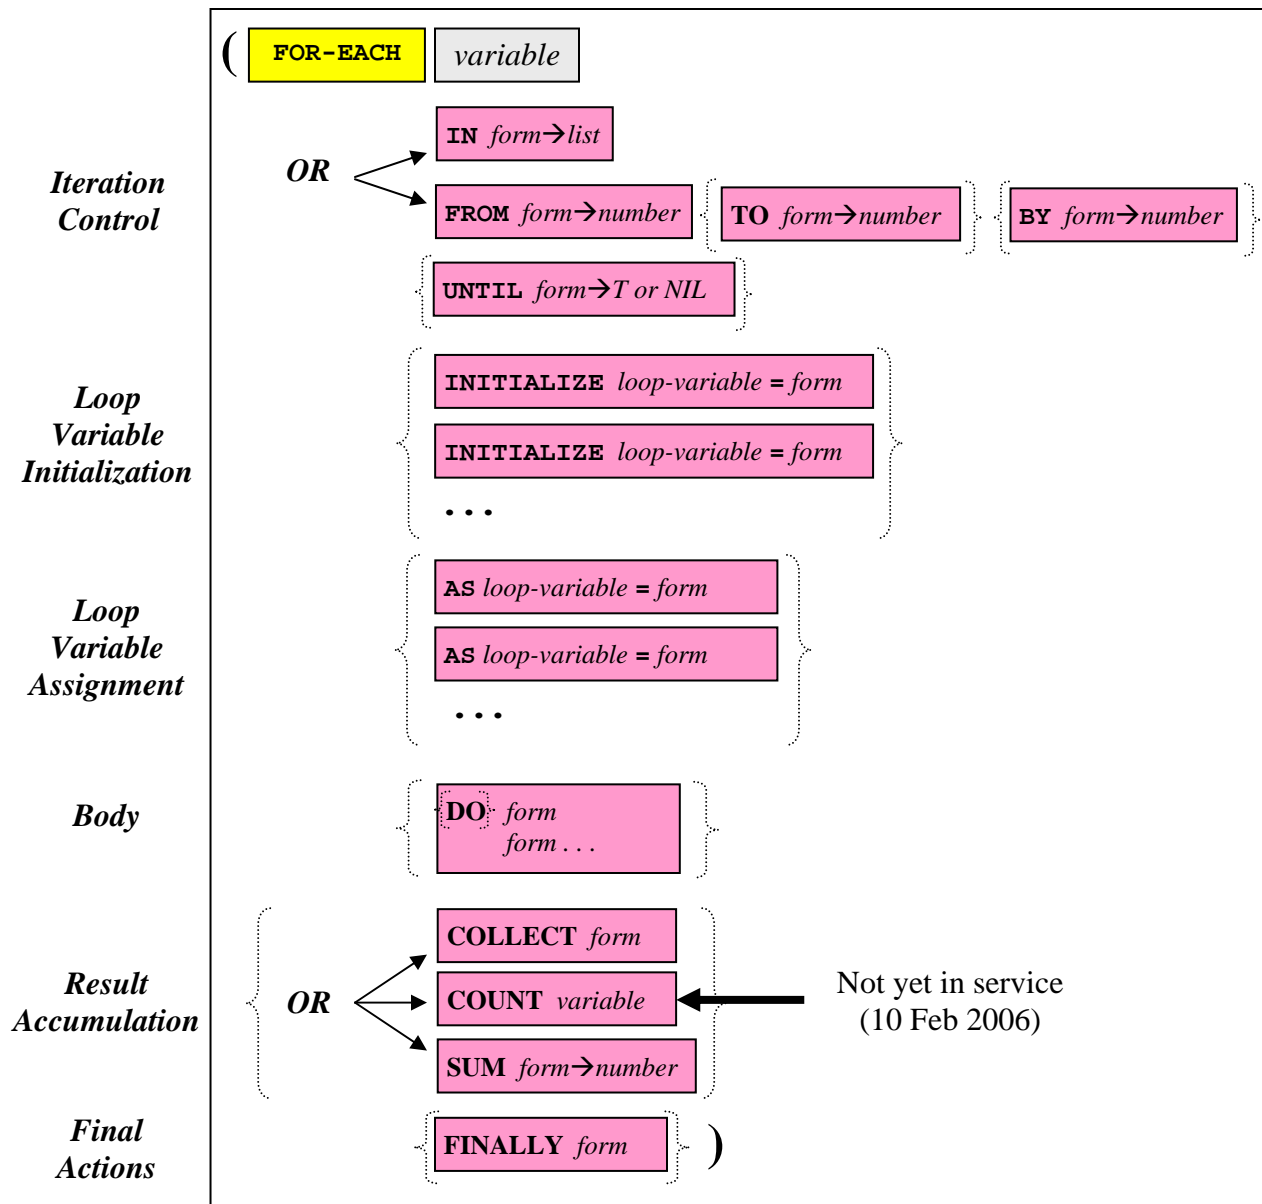 ( FOR-EACH variable
Iteration
Control
OR
IN form→list
FROM form→number { TO form→number } { BY form→number }
{ UNTIL form→T or NIL }
Loop
Variable
Initialization
INITIALIZE loop-variable = form
INITIALIZE loop-variable = form
...
Loop
Variable
Assignment
AS loop-variable = form
AS loop-variable = form
...
Body
{DO} form
form . . .
Result
Accumulation
OR
COLLECT form
COUNT variable
SUM form→number
Not yet in service
(10 Feb 2006)
Final
Actions
{ FINALLY form } )